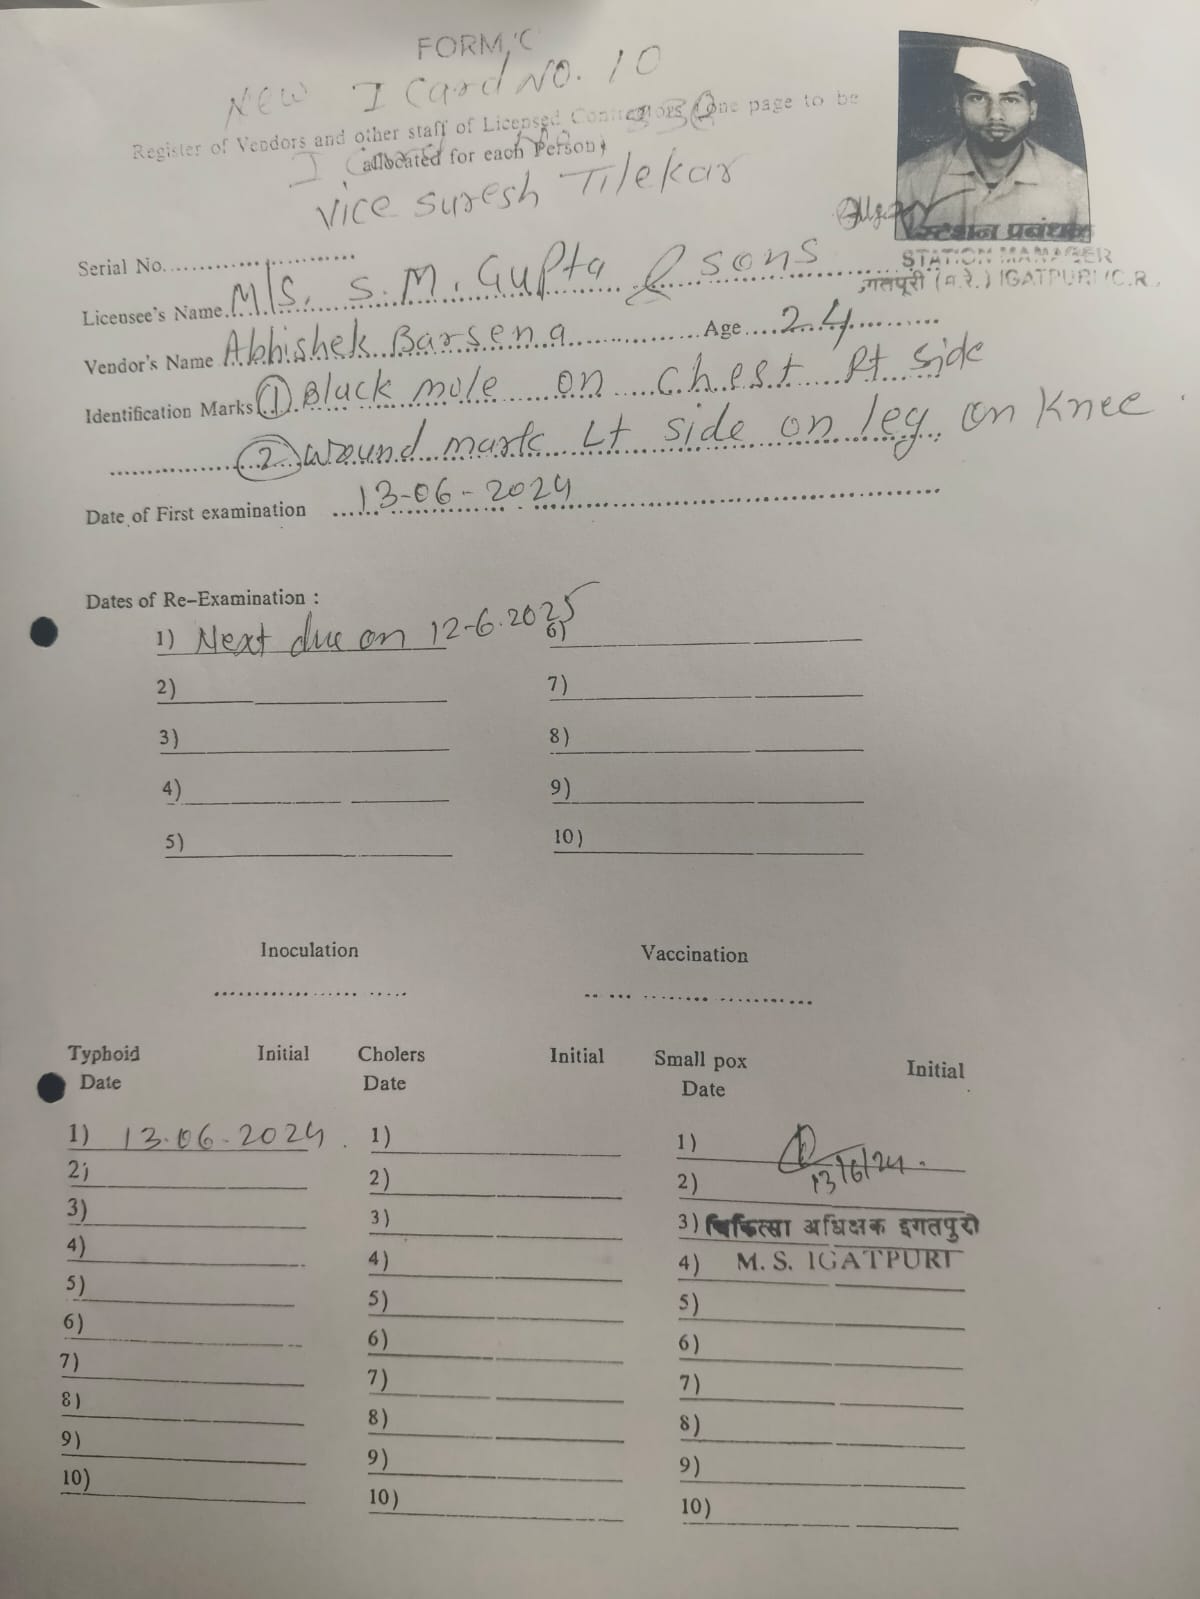 FORM 'C'
New I Card No. 10
Register of Vendors and other staff of Licensed Contractors (One page to be
allocated for each Person)
I Card
Vice Suresh Tilekar
स्टेशन प्रबंधक
STATION MANAGER
इगतपूरी (म.रे.) IGATPURI (C.R.
Serial No.
Licensee's Name M/S. S.M. Gupta & sons
Vendor's Name Abhishek Barsena Age 24
Identification Marks (1) Black mole on chest Rt side
(2) wound mark Lt side on leg, on Knee
Date of First examination 13-06-2024
Dates of Re-Examination :
1) Next due on 12-6-2025 6)
2) 7)
3) 8)
4) 9)
5) 10)
Inoculation Vaccination
Typhoid Initial Cholers Initial Small pox Initial
Date Date Date
1) 13.06.2024 1) 1)
13/6/24
2) 2) 2)
3) 3) 3) चिकित्सा अधिक्षक इगतपुरी
4) 4) 4) M. S. IGATPURI
5) 5) 5)
6) 6) 6)
7) 7) 7)
8) 8) 8)
9) 9) 9)
10) 10) 10)